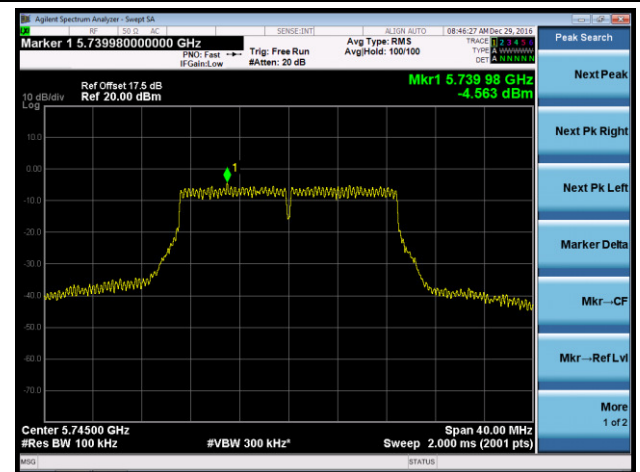 Agilent Spectrum Analyzer - Swept SA
RF 50 Ω AC SENSE:INT ALIGN AUTO 08:46:27 AM Dec 29, 2016
Marker 1 5.739980000000 GHz
PNO: Fast
IFGain:Low
Trig: Free Run
#Atten: 20 dB
Avg Type: RMS
Avg|Hold: 100/100
TRACE 1 2 3 4 5 6
TYPE A WWWWW
DET A N N N N N
Peak Search
Ref Offset 17.5 dB
Ref 20.00 dBm
10 dB/div
Log
Mkr1 5.739 98 GHz
-4.563 dBm
10.0
0.00
-10.0
-20.0
-30.0
-40.0
-50.0
-60.0
-70.0
1
Center 5.74500 GHz
#Res BW 100 kHz
#VBW 300 kHz*
Span 40.00 MHz
Sweep 2.000 ms (2001 pts)
Next Peak
Next Pk Right
Next Pk Left
Marker Delta
Mkr→CF
Mkr→Ref Lvl
More
1 of 2
MSG
STATUS